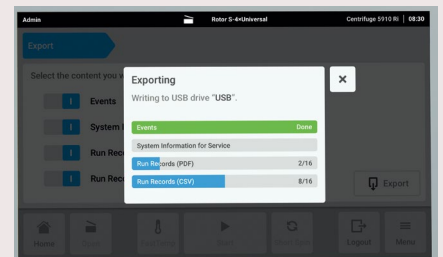 Admin
Rotor S-4×Universal
Centrifuge 5910 Ri
08:30
Export
Select the content you w
Exporting
Writing to USB drive "USB".
Events
System I
Run Reco
Run Reco
Events Done
System Information for Service
Run Records (PDF) 2/16
Run Records (CSV) 8/16
Export
Home
Open
Start
Logout
Menu